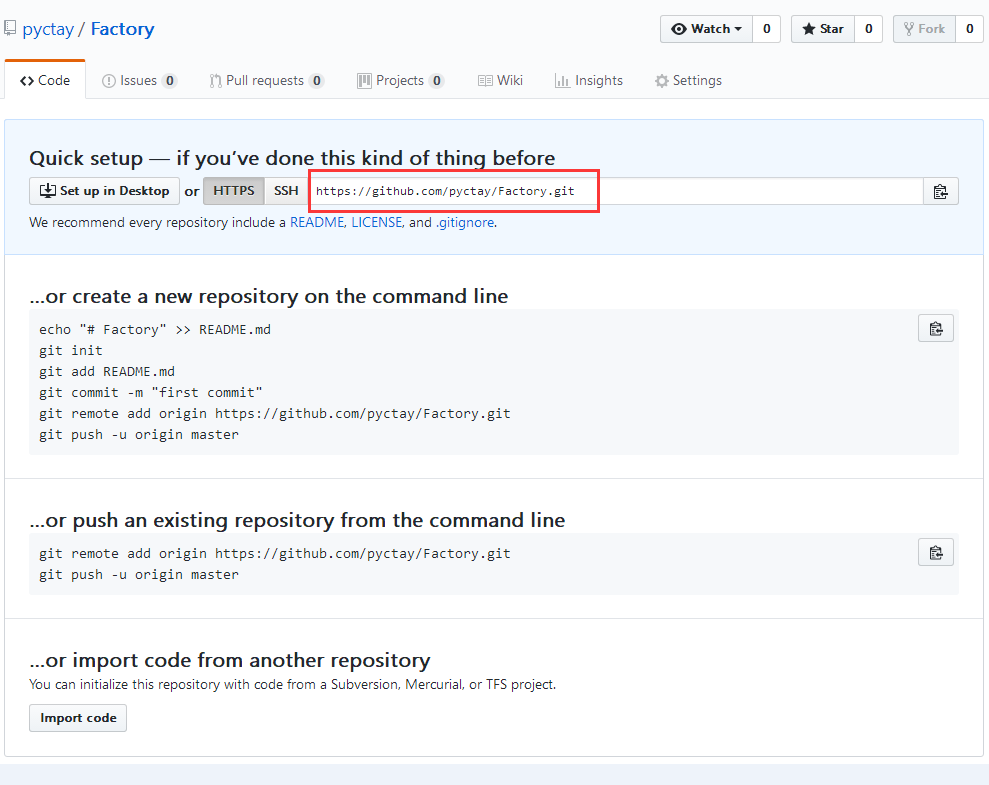 pyctay / Factory
Watch 0 Star 0 Fork 0
Code Issues 0 Pull requests 0 Projects 0 Wiki Insights Settings
Quick setup — if you’ve done this kind of thing before
Set up in Desktop or HTTPS SSH https://github.com/pyctay/Factory.git
We recommend every repository include a README, LICENSE, and .gitignore.
…or create a new repository on the command line
echo "# Factory" >> README.md
git init
git add README.md
git commit -m "first commit"
git remote add origin https://github.com/pyctay/Factory.git
git push -u origin master
…or push an existing repository from the command line
git remote add origin https://github.com/pyctay/Factory.git
git push -u origin master
…or import code from another repository
You can initialize this repository with code from a Subversion, Mercurial, or TFS project.
Import code